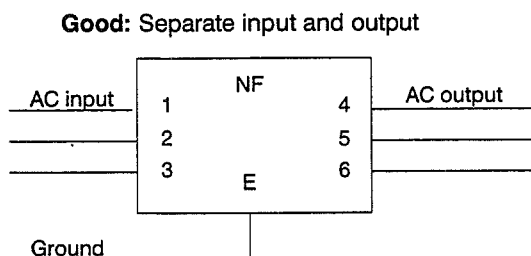 Good: Separate input and output
NF
AC input 1 4 AC output
2 5
3 6
E
Ground